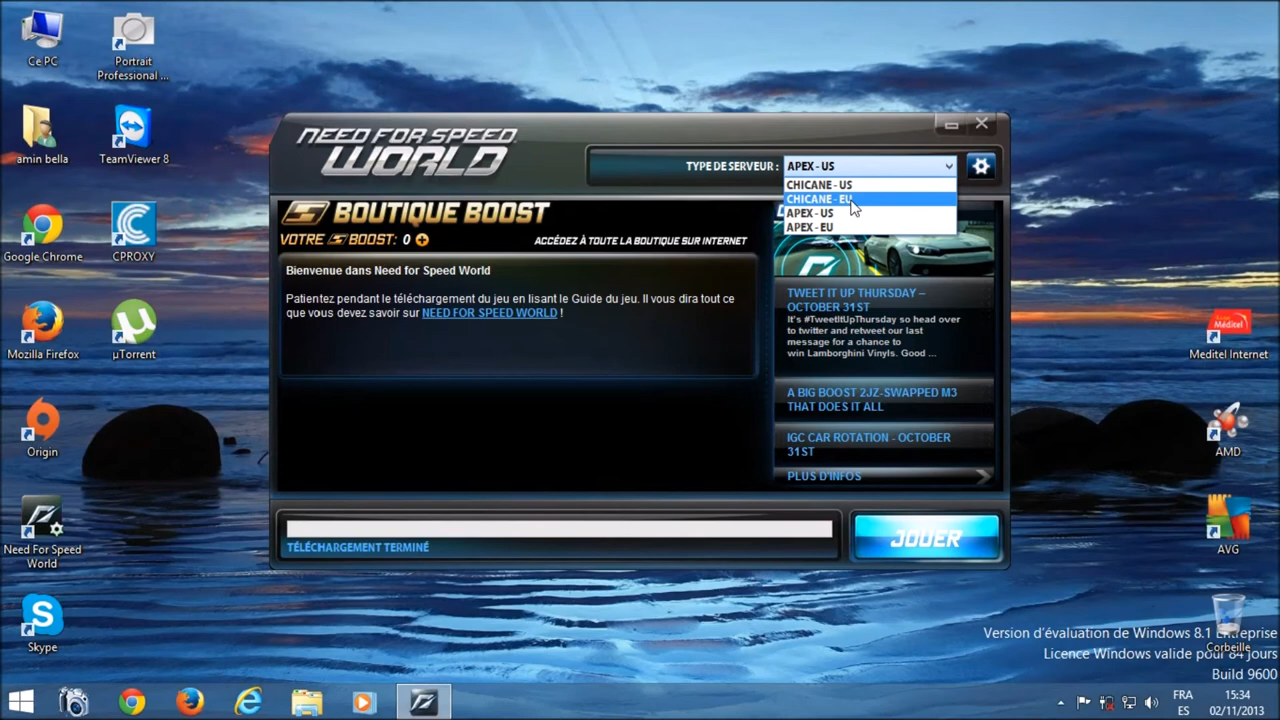 Ce PC
Portrait
Professional ...
amin bella
TeamViewer 8
Google Chrome
CPROXY
Mozilla Firefox
µTorrent
Origin
Need For Speed
World
Skype
NEED FOR SPEED
WORLD
TYPE DE SERVEUR :
APEX - US
CHICANE - US
CHICANE - EU
APEX - US
APEX - EU
BOUTIQUE BOOST
VOTRE BOOST: 0
ACCÉDEZ À TOUTE LA BOUTIQUE SUR INTERNET
Bienvenue dans Need for Speed World
Patientez pendant le téléchargement du jeu en lisant le Guide du jeu. Il vous dira tout ce
que vous devez savoir sur NEED FOR SPEED WORLD !
TWEET IT UP THURSDAY –
OCTOBER 31ST
It's #TweetItUpThursday so head over
to twitter and retweet our last
message for a chance to
win Lamborghini Vinyls. Good ...
A BIG BOOST 2JZ-SWAPPED M3
THAT DOES IT ALL
IGC CAR ROTATION - OCTOBER
31ST
PLUS D'INFOS
TÉLÉCHARGEMENT TERMINÉ
JOUER
Méditel
Meditel Internet
AMD
AVG
Corbeille
Version d'évaluation de Windows 8.1 Entreprise
Licence Windows valide pour 84 jours
Build 9600
FRA
ES
15:34
02/11/2013